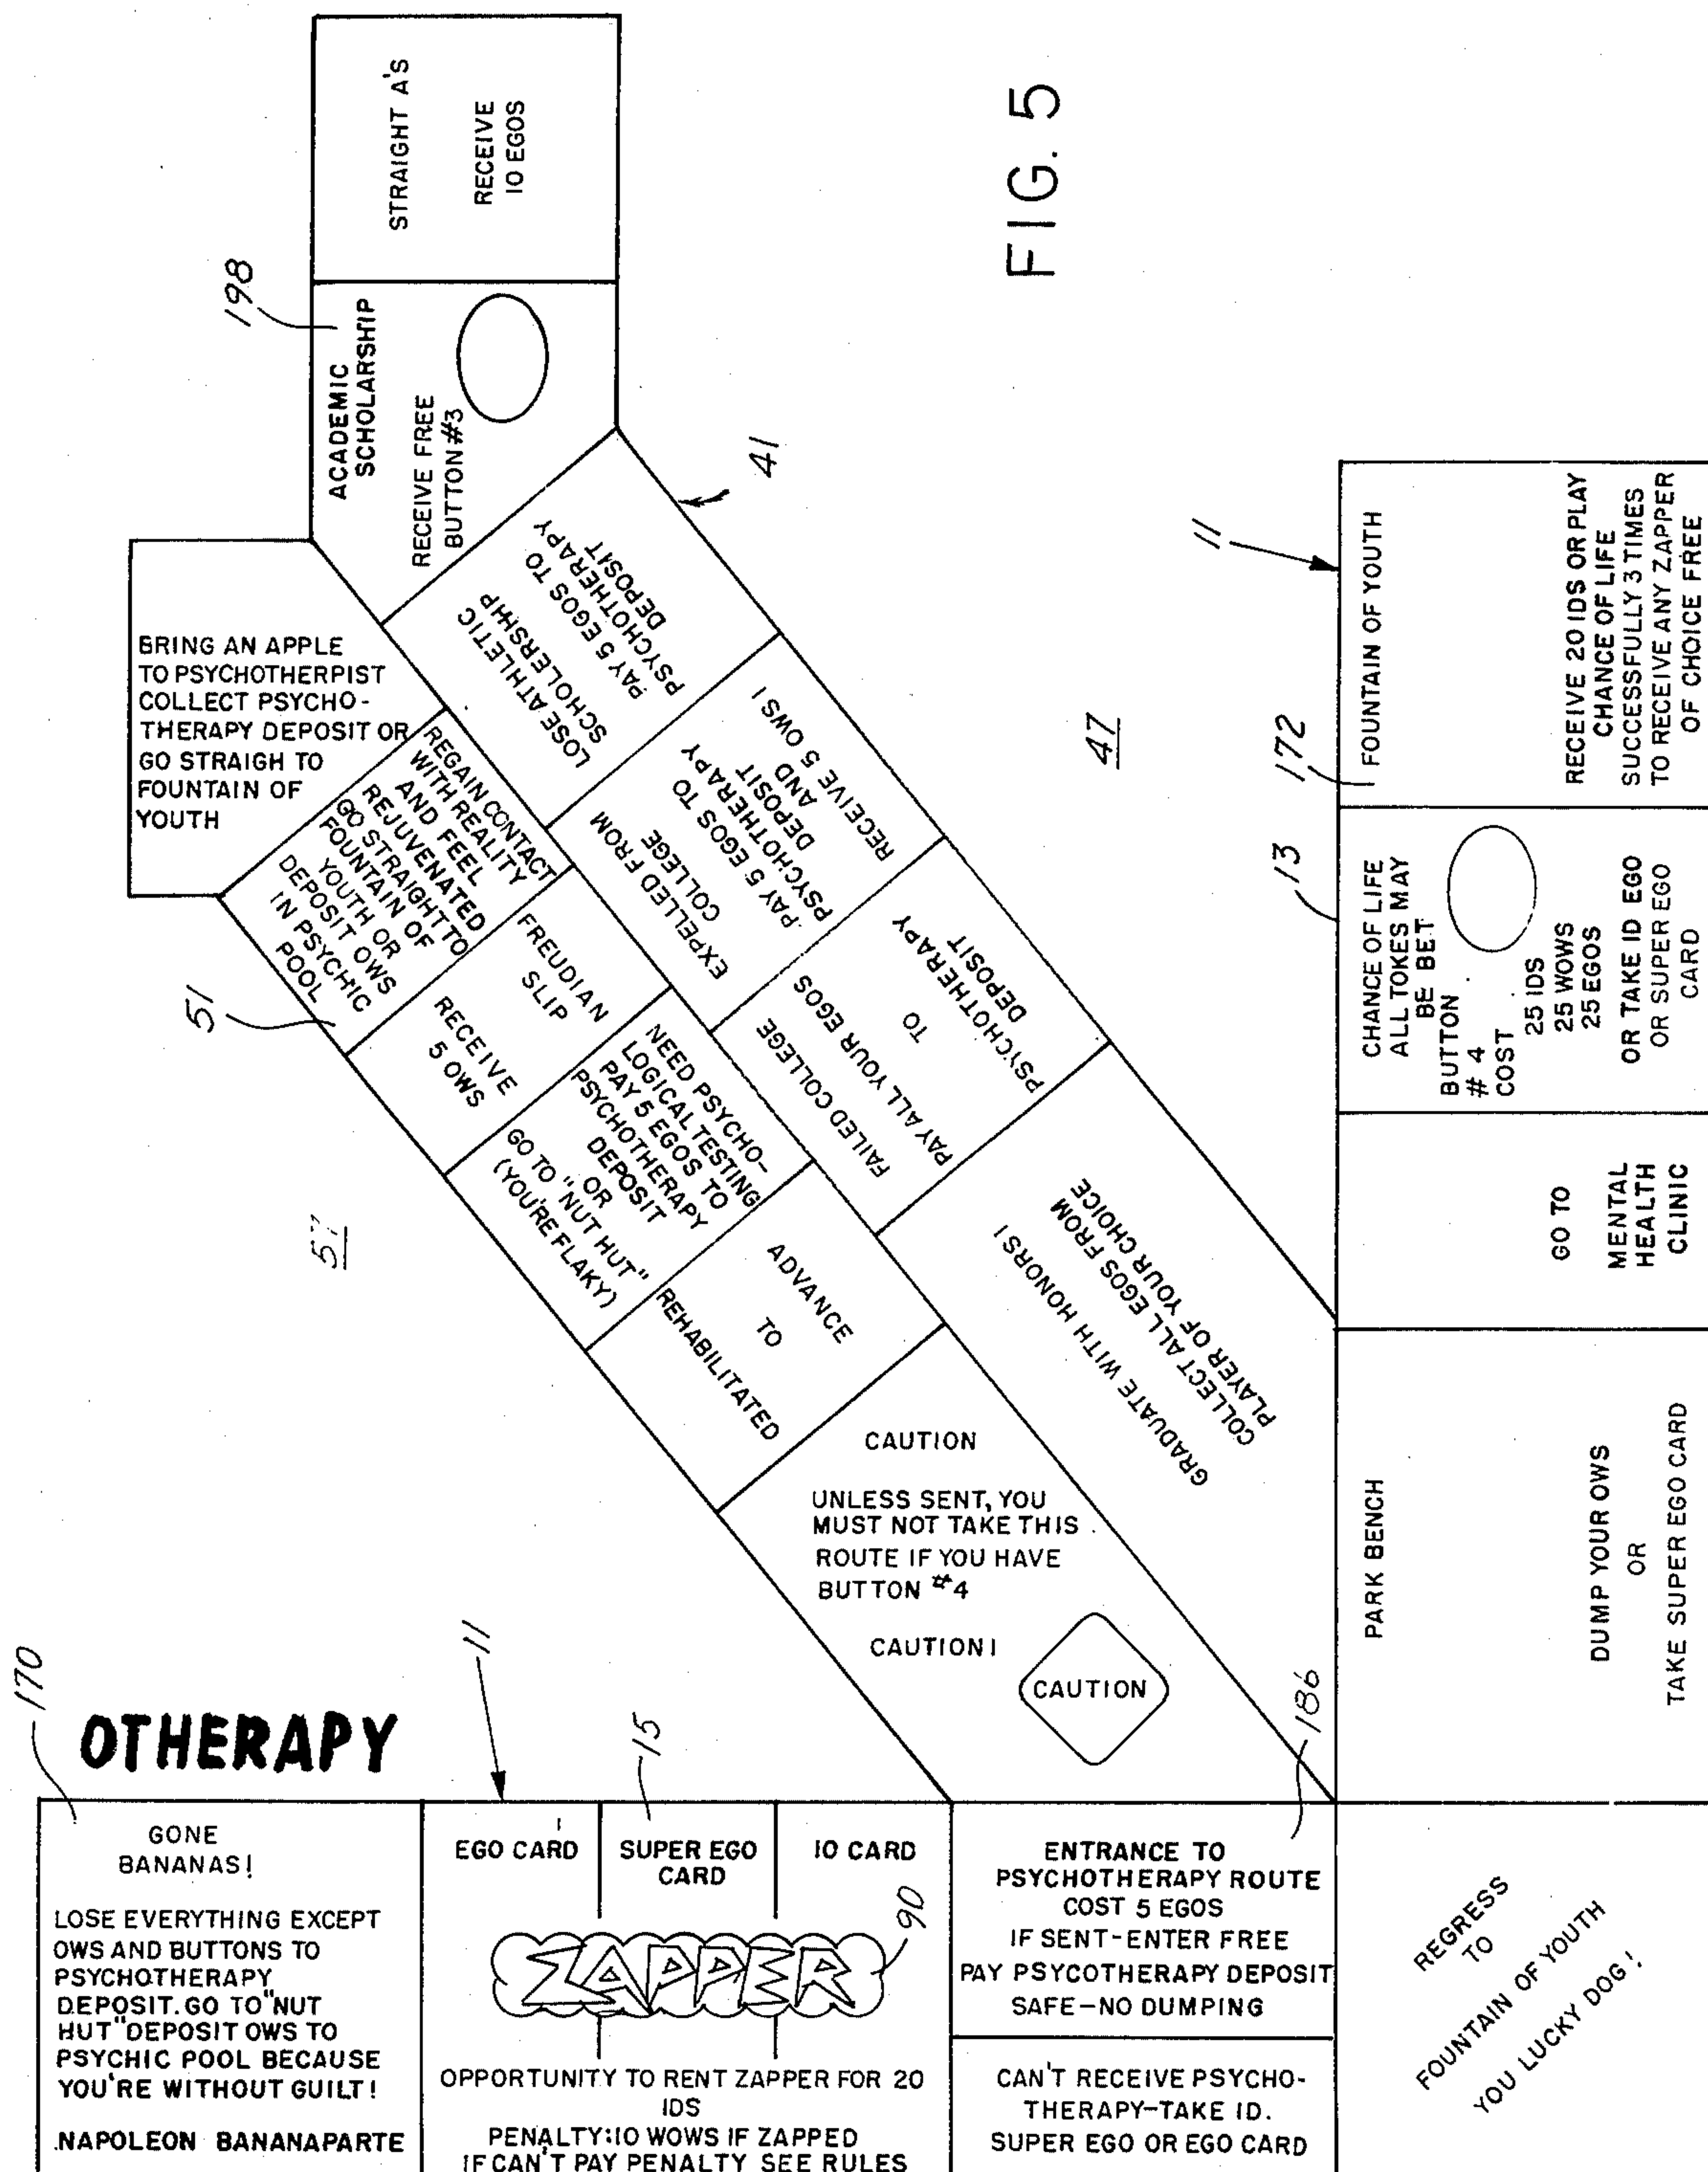 FIG. 5
STRAIGHT A'S
RECEIVE
10 EGOS
198
ACADEMIC
SCHOLARSHIP
RECEIVE FREE
BUTTON #3
41
LOSE ATHLETIC
SCHOLERSHP
PAY 5 EGOS TO
PSYCHOTHERAPY
DEPOSIT
EXPELLED FROM
COLLEGE
PAY 5 EGOS TO
PSYCHOTHERAPY
DEPOSIT
AND
RECEIVE 5 OWS!
FAILED COLLEGE
PAY ALL YOUR EGOS
TO
PSYCHOTHERAPY
DEPOSIT
GRADUATE WITH HONORS!
COLLECT ALL EGOS FROM
PLAYER OF YOUR CHOICE
47
BRING AN APPLE
TO PSYCHOTHERPIST
COLLECT PSYCHO-
THERAPY DEPOSIT OR
GO STRAIGH TO
FOUNTAIN OF
YOUTH
REGAIN CONTACT
WITH REALITY
AND FEEL
REJUVENATED
GO STRAIGHT TO
FOUNTAIN OF
YOUTH OR
DEPOSIT OWS
IN PSYCHIC
POOL
51
FREUDIAN
SLIP
RECEIVE
5 OWS
NEED PSYCHO-
LOGICAL TESTING
PAY 5 EGOS TO
PSYCHOTHERAPY
DEPOSIT
OR
GO TO "NUT HUT"
(YOU'RE FLAKY)
57
ADVANCE
TO
REHABILITATED
CAUTION
UNLESS SENT, YOU
MUST NOT TAKE THIS
ROUTE IF YOU HAVE
BUTTON #4
CAUTION!
CAUTION
186
170
OTHERAPY
GONE
BANANAS!
LOSE EVERYTHING EXCEPT
OWS AND BUTTONS TO
PSYCHOTHERAPY
DEPOSIT. GO TO "NUT
HUT" DEPOSIT OWS TO
PSYCHIC POOL BECAUSE
YOU'RE WITHOUT GUILT!
NAPOLEON BANANAPARTE
11
15
EGO CARD
SUPER EGO
CARD
ID CARD
ZAPPER
90
OPPORTUNITY TO RENT ZAPPER FOR 20
IDS
PENALTY: 10 WOWS IF ZAPPED
IF CAN'T PAY PENALTY SEE RULES
ENTRANCE TO
PSYCHOTHERAPY ROUTE
COST 5 EGOS
IF SENT-ENTER FREE
PAY PSYCOTHERAPY DEPOSIT
SAFE-NO DUMPING
CAN'T RECEIVE PSYCHO-
THERAPY-TAKE ID.
SUPER EGO OR EGO CARD
REGRESS
TO
FOUNTAIN OF YOUTH
YOU LUCKY DOG!
PARK BENCH
DUMP YOUR OWS
OR
TAKE SUPER EGO CARD
GO TO
MENTAL
HEALTH
CLINIC
13
CHANCE OF LIFE
ALL TOKES MAY
BE BET
BUTTON
# 4
COST
25 IDS
25 WOWS
25 EGOS
OR TAKE ID EGO
OR SUPER EGO
CARD
172
11
FOUNTAIN OF YOUTH
RECEIVE 20 IDS OR PLAY
CHANCE OF LIFE
SUCCESSFULLY 3 TIMES
TO RECEIVE ANY ZAPPER
OF CHOICE FREE